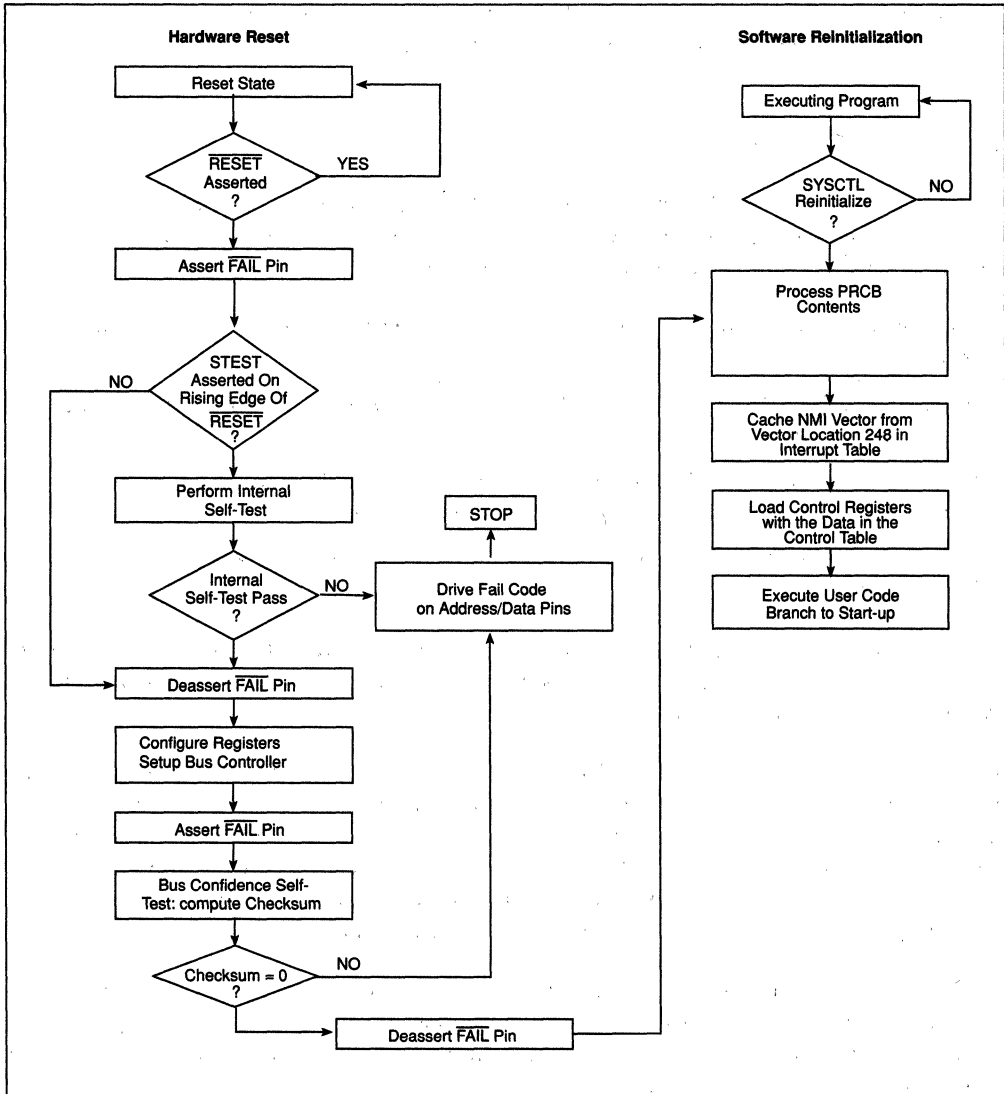 Hardware Reset
Reset State
RESET
Asserted
?
YES
Assert FAIL Pin
STEST
Asserted On
Rising Edge Of
RESET
?
NO
Perform Internal
Self-Test
Internal
Self-Test Pass
?
NO
STOP
Drive Fail Code
on Address/Data Pins
Deassert FAIL Pin
Configure Registers
Setup Bus Controller
Assert FAIL Pin
Bus Confidence Self-
Test: compute Checksum
Checksum = 0
?
NO
Deassert FAIL Pin
Software Reinitialization
Executing Program
SYSCTL
Reinitialize
?
NO
Process PRCB
Contents
Cache NMI Vector from
Vector Location 248 in
Interrupt Table
Load Control Registers
with the Data in the
Control Table
Execute User Code
Branch to Start-up